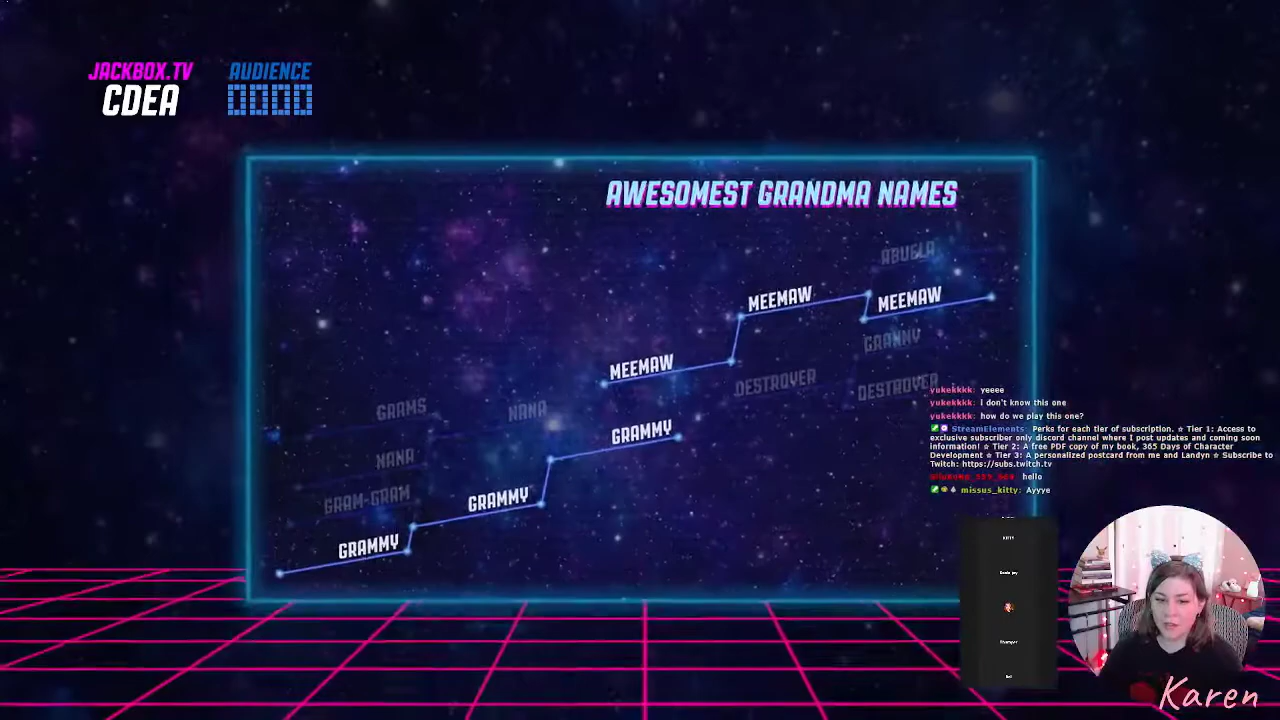 JACKBOX.TV
CDEA
AUDIENCE
0000
AWESOMEST GRANDMA NAMES
ABUELA
MEEMAW
MEEMAW
GRANNY
MEEMAW
DESTROYER
DESTROYER
GRAMS
NANA
GRAMMY
NANA
GRAM-GRAM
GRAMMY
GRAMMY
yukekkkk: yeeee
yukekkkk: i don't know this one
yukekkkk: how do we play this one?
StreamElements: Perks for each tier of subscription. ☆ Tier 1: Access to
exclusive subscriber only discord channel where I post updates and coming soon
information! ☆ Tier 2: A free PDF copy of my book, 365 Days of Character
Development ☆ Tier 3: A personalized postcard from me and Landyn ☆ Subscribe to
Twitch: https://subs.twitch.tv
hello
missus_kitty: Ayyye
KITTY
Karen